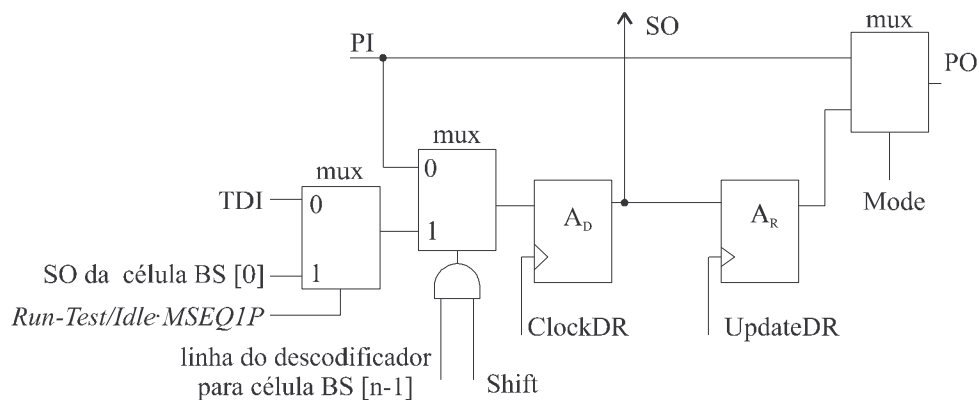 mux
SO
PI
PO
mux
0
mux
TDI
0
1
A_D
A_R
Mode
SO da célula BS [0]
1
Run-Test/Idle·MSEQ1P
ClockDR
UpdateDR
linha do descodificador
para célula BS [n-1]
Shift